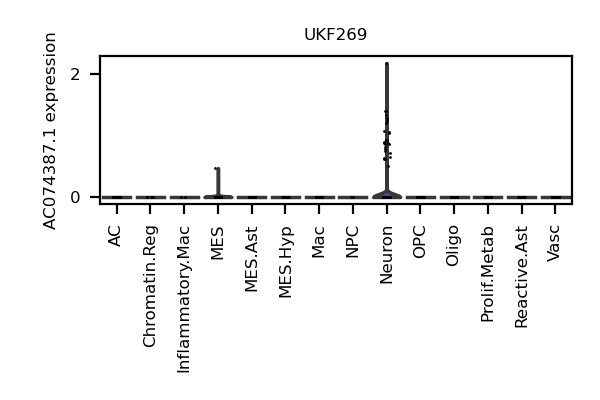 UKF269
AC074387.1 expression
2
0
AC
Chromatin.Reg
Inflammatory.Mac
MES
MES.Ast
MES.Hyp
Mac
NPC
Neuron
OPC
Oligo
Prolif.Metab
Reactive.Ast
Vasc